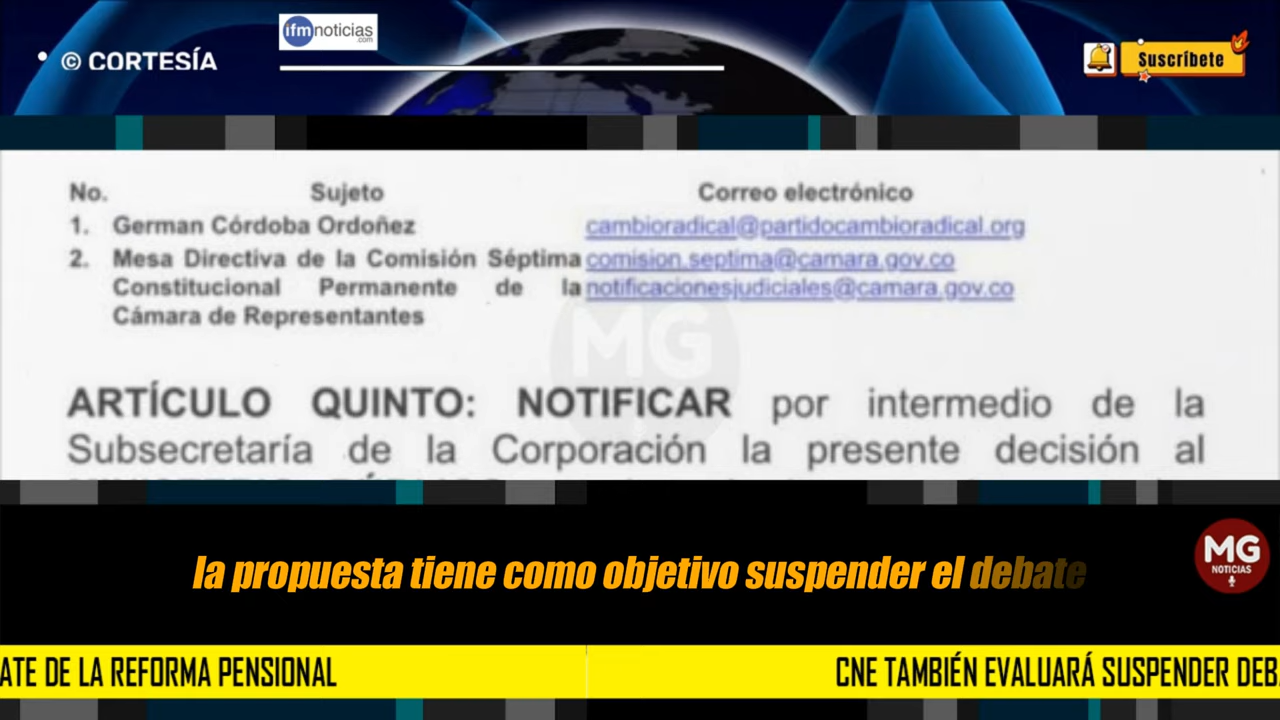 © CORTESÍA
ifmnoticias
.com
Suscríbete
No. Sujeto Correo electrónico
1. German Córdoba Ordoñez cambioradical@partidocambioradical.org
2. Mesa Directiva de la Comisión Séptima comision.septima@camara.gov.co
Constitucional Permanente de la notificacionesjudiciales@camara.gov.co
Cámara de Representantes
MG
ARTÍCULO QUINTO: NOTIFICAR por intermedio de la
Subsecretaría de la Corporación la presente decisión al
la propuesta tiene como objetivo suspender el debate
MG
NOTICIAS
ATE DE LA REFORMA PENSIONAL CNE TAMBIÉN EVALUARÁ SUSPENDER DEB